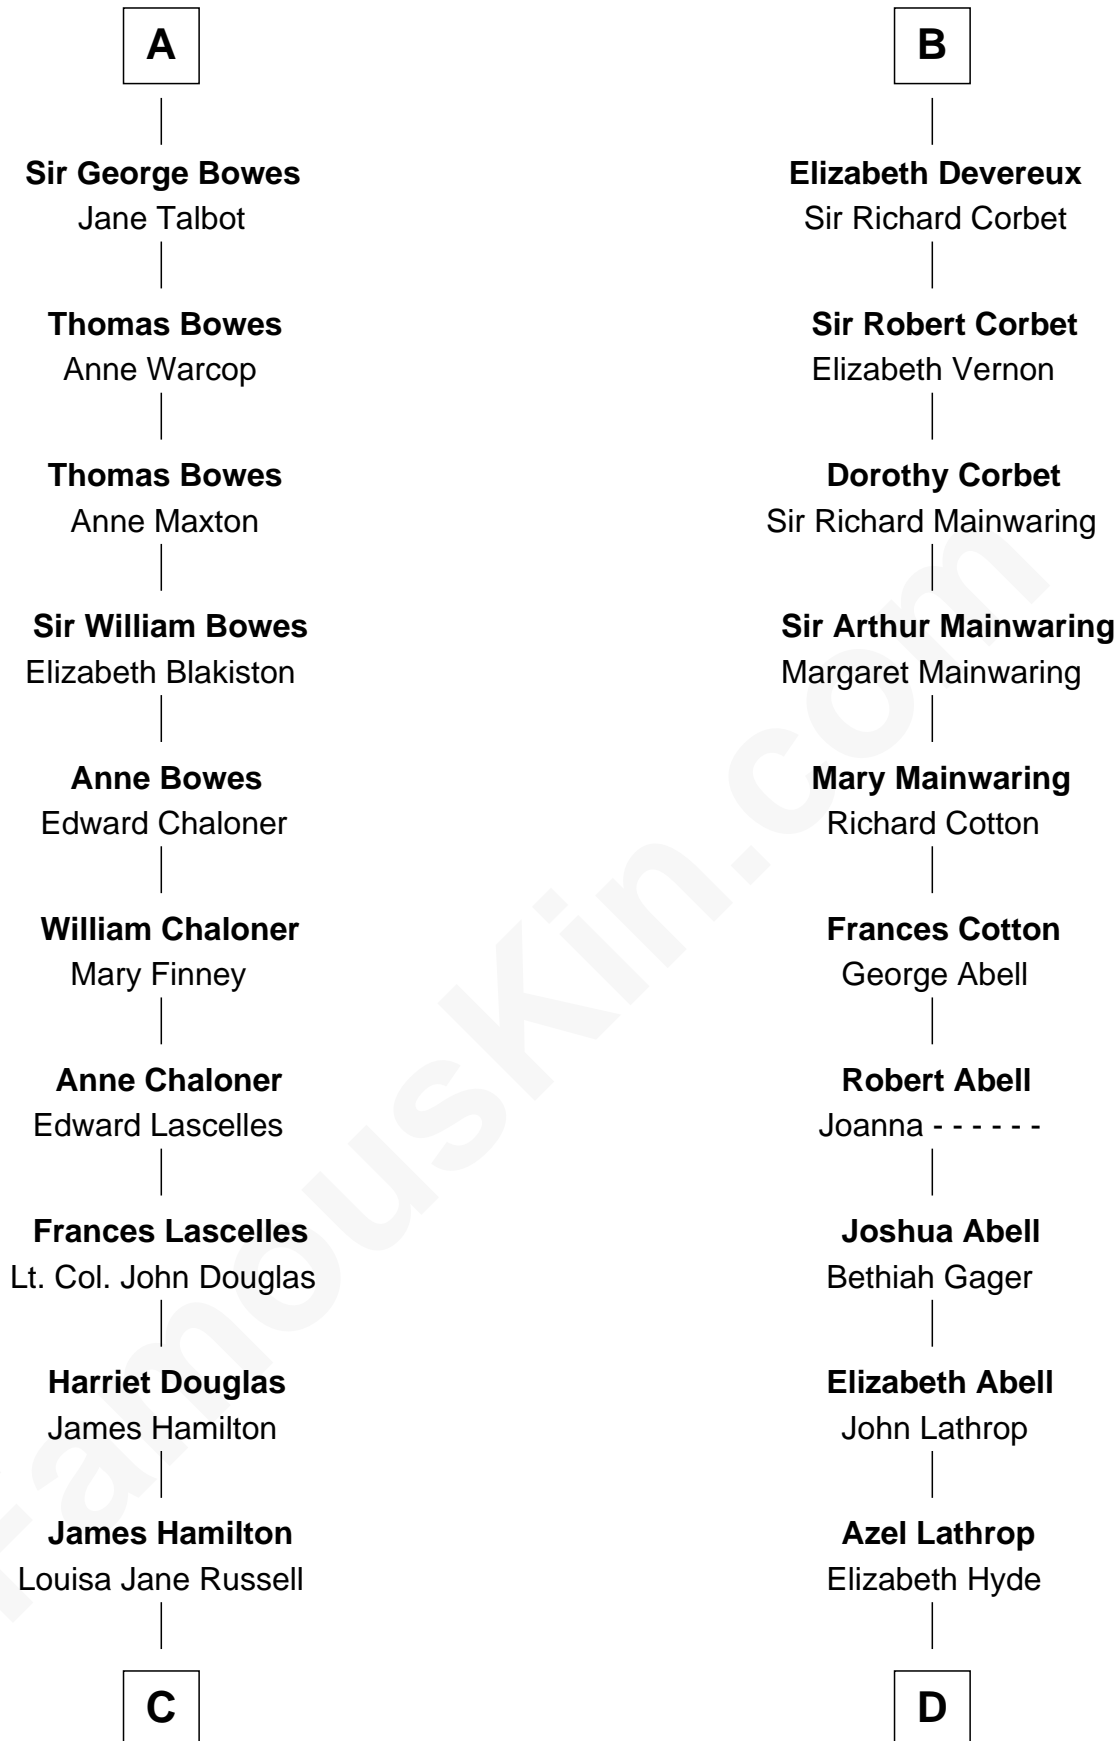 A
Sir George Bowes
Jane Talbot
Thomas Bowes
Anne Warcop
Thomas Bowes
Anne Maxton
Sir William Bowes
Elizabeth Blakiston
Anne Bowes
Edward Chaloner
William Chaloner
Mary Finney
Anne Chaloner
Edward Lascelles
Frances Lascelles
Lt. Col. John Douglas
Harriet Douglas
James Hamilton
James Hamilton
Louisa Jane Russell
C
B
Elizabeth Devereux
Sir Richard Corbet
Sir Robert Corbet
Elizabeth Vernon
Dorothy Corbet
Sir Richard Mainwaring
Sir Arthur Mainwaring
Margaret Mainwaring
Mary Mainwaring
Richard Cotton
Frances Cotton
George Abell
Robert Abell
Joanna - - - - - -
Joshua Abell
Bethiah Gager
Elizabeth Abell
John Lathrop
Azel Lathrop
Elizabeth Hyde
D
FamousKin.com